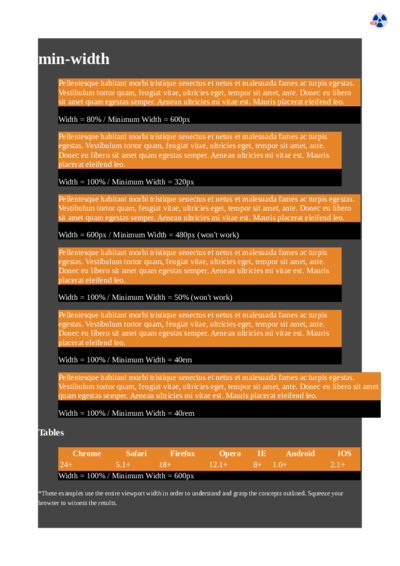 min-width
Pellentesque habitant morbi tristique senectus et netus et malesuada fames ac turpis egestas.
Vestibulum tortor quam, feugiat vitae, ultricies eget, tempor sit amet, ante. Donec eu libero
sit amet quam egestas semper. Aenean ultricies mi vitae est. Mauris placerat eleifend leo.
Width = 80% / Minimum Width = 600px
Pellentesque habitant morbi tristique senectus et netus et malesuada fames ac turpis
egestas. Vestibulum tortor quam, feugiat vitae, ultricies eget, tempor sit amet, ante.
Donec eu libero sit amet quam egestas semper. Aenean ultricies mi vitae est. Mauris
placerat eleifend leo.
Width = 100% / Minimum Width = 320px
Pellentesque habitant morbi tristique senectus et netus et malesuada fames ac turpis egestas.
Vestibulum tortor quam, feugiat vitae, ultricies eget, tempor sit amet, ante. Donec eu libero
sit amet quam egestas semper. Aenean ultricies mi vitae est. Mauris placerat eleifend leo.
Width = 600px / Minimum Width = 480px (won't work)
Pellentesque habitant morbi tristique senectus et netus et malesuada fames ac turpis
egestas. Vestibulum tortor quam, feugiat vitae, ultricies eget, tempor sit amet, ante.
Donec eu libero sit amet quam egestas semper. Aenean ultricies mi vitae est. Mauris
placerat eleifend leo.
Width = 100% / Minimum Width = 50% (won't work)
Pellentesque habitant morbi tristique senectus et netus et malesuada fames ac turpis
egestas. Vestibulum tortor quam, feugiat vitae, ultricies eget, tempor sit amet, ante.
Donec eu libero sit amet quam egestas semper. Aenean ultricies mi vitae est. Mauris
placerat eleifend leo.
Width = 100% / Minimum Width = 40em
Pellentesque habitant morbi tristique senectus et netus et malesuada fames ac turpis egestas.
Vestibulum tortor quam, feugiat vitae, ultricies eget, tempor sit amet, ante. Donec eu libero sit amet
quam egestas semper. Aenean ultricies mi vitae est. Mauris placerat eleifend leo.
Width = 100% / Minimum Width = 40rem
Tables
Chrome Safari Firefox Opera IE Android iOS
24+ 5.1+ 18+ 12.1+ 8+ 1.0+ 2.1+
Width = 100% / Minimum Width = 600px
*These examples use the entire viewport width in order to understand and grasp the concepts outlined. Squeeze your
browser to witness the results.